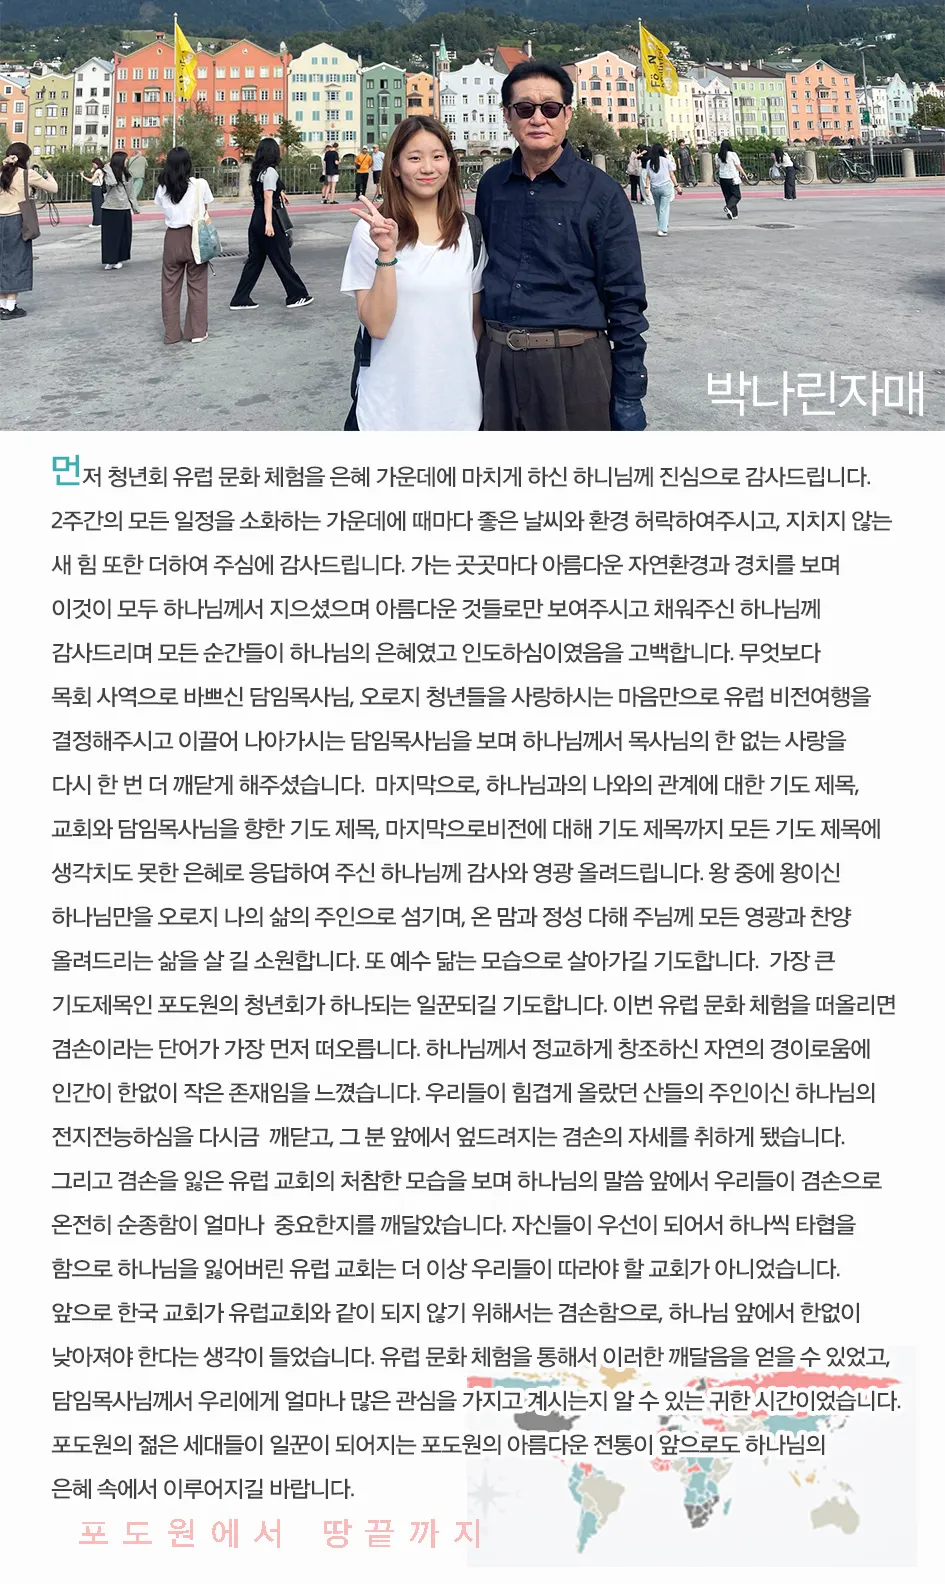 박나린자매
먼저 청년회 유럽 문화 체험을 은혜 가운데에 마치게 하신 하니님께 진심으로 감사드립니다.
2주간의 모든 일정을 소화하는 가운데에 때마다 좋은 날씨와 환경 허락하여주시고, 지치지 않는
새 힘 또한 더하여 주심에 감사드립니다. 가는 곳곳마다 아름다운 자연환경과 경치를 보며
이것이 모두 하나님께서 지으셨으며 아름다운 것들로만 보여주시고 채워주신 하나님께
감사드리며 모든 순간들이 하나님의 은혜였고 인도하심이였음을 고백합니다. 무엇보다
목회 사역으로 바쁘신 담임목사님, 오로지 청년들을 사랑하시는 마음만으로 유럽 비전여행을
결정해주시고 이끌어 나아가시는 담임목사님을 보며 하나님께서 목사님의 한 없는 사랑을
다시 한 번 더 깨닫게 해주셨습니다.  마지막으로, 하나님과의 나와의 관계에 대한 기도 제목,
교회와 담임목사님을 향한 기도 제목, 마지막으로비전에 대해 기도 제목까지 모든 기도 제목에
생각치도 못한 은혜로 응답하여 주신 하나님께 감사와 영광 올려드립니다. 왕 중에 왕이신
하나님만을 오로지 나의 삶의 주인으로 섬기며, 온 맘과 정성 다해 주님께 모든 영광과 찬양
올려드리는 삶을 살 길 소원합니다. 또 예수 닮는 모습으로 살아가길 기도합니다.  가장 큰
기도제목인 포도원의 청년회가 하나되는 일꾼되길 기도합니다. 이번 유럽 문화 체험을 떠올리면
겸손이라는 단어가 가장 먼저 떠오릅니다. 하나님께서 정교하게 창조하신 자연의 경이로움에
인간이 한없이 작은 존재임을 느꼈습니다. 우리들이 힘겹게 올랐던 산들의 주인이신 하나님의
전지전능하심을 다시금  깨닫고, 그 분 앞에서 엎드려지는 겸손의 자세를 취하게 됐습니다.
그리고 겸손을 잃은 유럽 교회의 처참한 모습을 보며 하나님의 말씀 앞에서 우리들이 겸손으로
온전히 순종함이 얼마나  중요한지를 깨달았습니다. 자신들이 우선이 되어서 하나씩 타협을
함으로 하나님을 잃어버린 유럽 교회는 더 이상 우리들이 따라야 할 교회가 아니었습니다.
앞으로 한국 교회가 유럽교회와 같이 되지 않기 위해서는 겸손함으로, 하나님 앞에서 한없이
낮아져야 한다는 생각이 들었습니다. 유럽 문화 체험을 통해서 이러한 깨달음을 얻을 수 있었고,
담임목사님께서 우리에게 얼마나 많은 관심을 가지고 계시는지 알 수 있는 귀한 시간이었습니다.
포도원의 젊은 세대들이 일꾼이 되어지는 포도원의 아름다운 전통이 앞으로도 하나님의
은혜 속에서 이루어지길 바랍니다.
포도원에서 땅끝까지